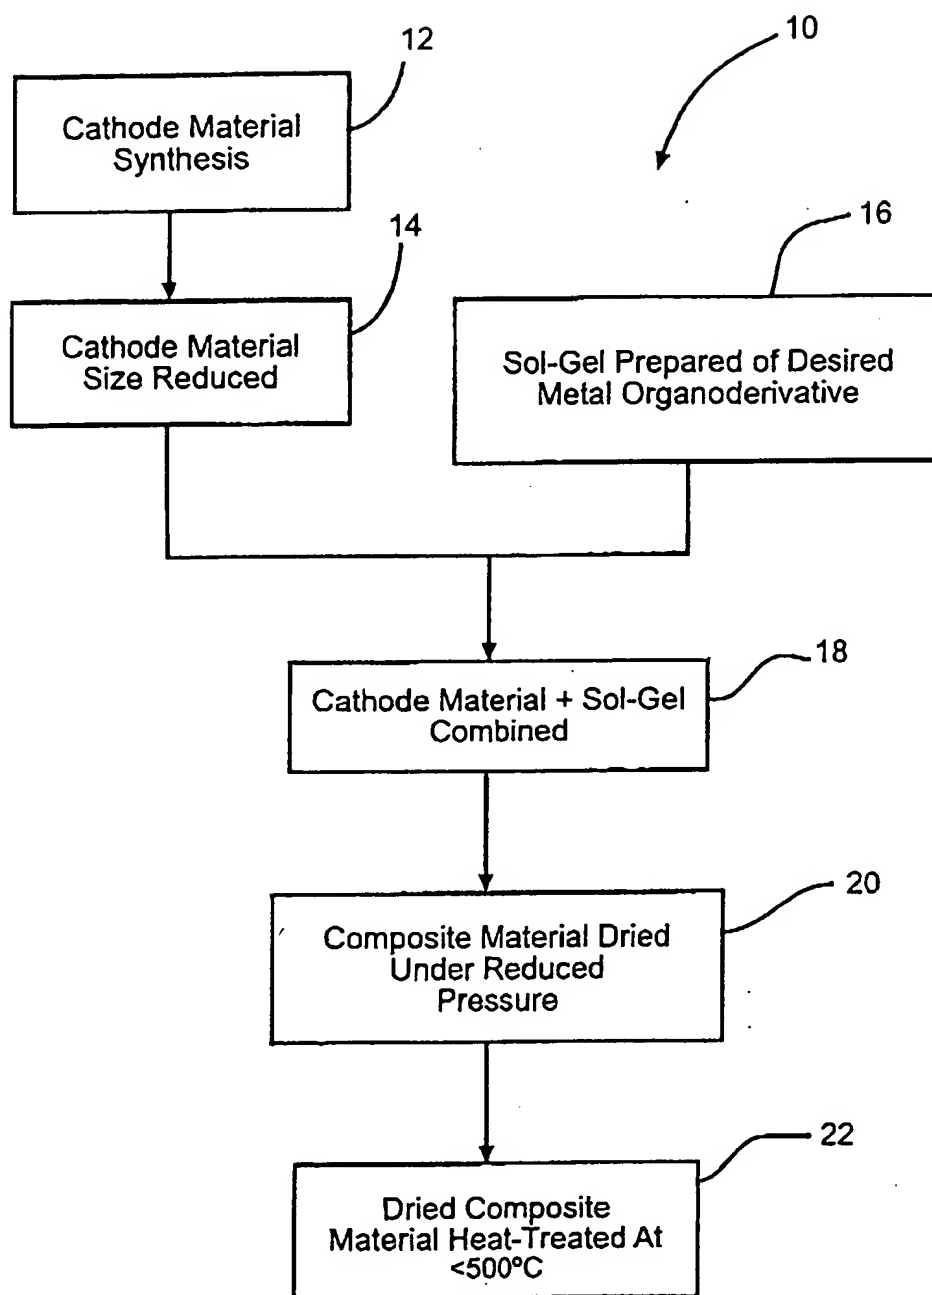 10
12
Cathode Material
Synthesis
14
Cathode Material
Size Reduced
16
Sol-Gel Prepared of Desired
Metal Organoderivative
18
Cathode Material + Sol-Gel
Combined
20
Composite Material Dried
Under Reduced
Pressure
22
Dried Composite
Material Heat-Treated At
<500°C